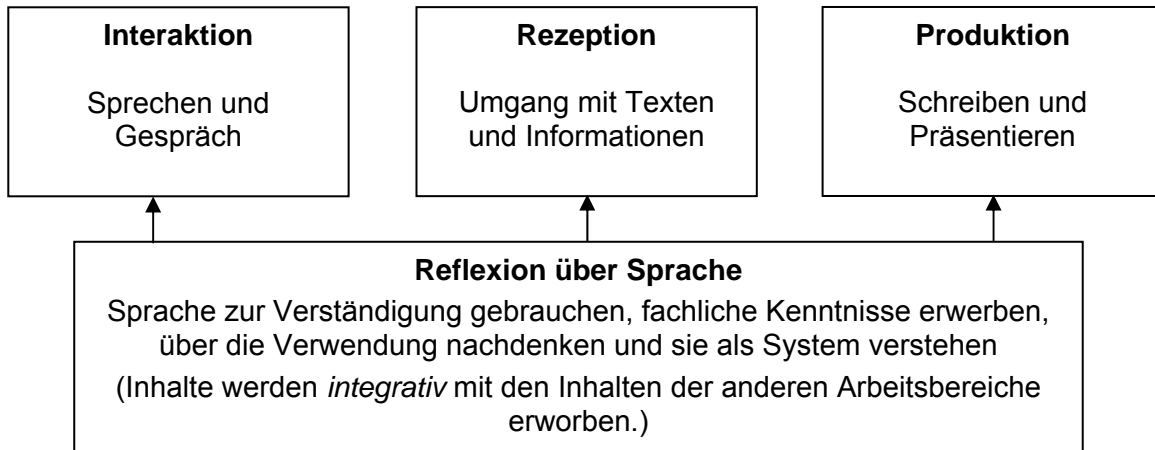 Interaktion
Sprechen und
Gespräch
Rezeption
Umgang mit Texten
und Informationen
Produktion
Schreiben und
Präsentieren
Reflexion über Sprache
Sprache zur Verständigung gebrauchen, fachliche Kenntnisse erwerben,
über die Verwendung nachdenken und sie als System verstehen
(Inhalte werden integrativ mit den Inhalten der anderen Arbeitsbereiche
erworben.)